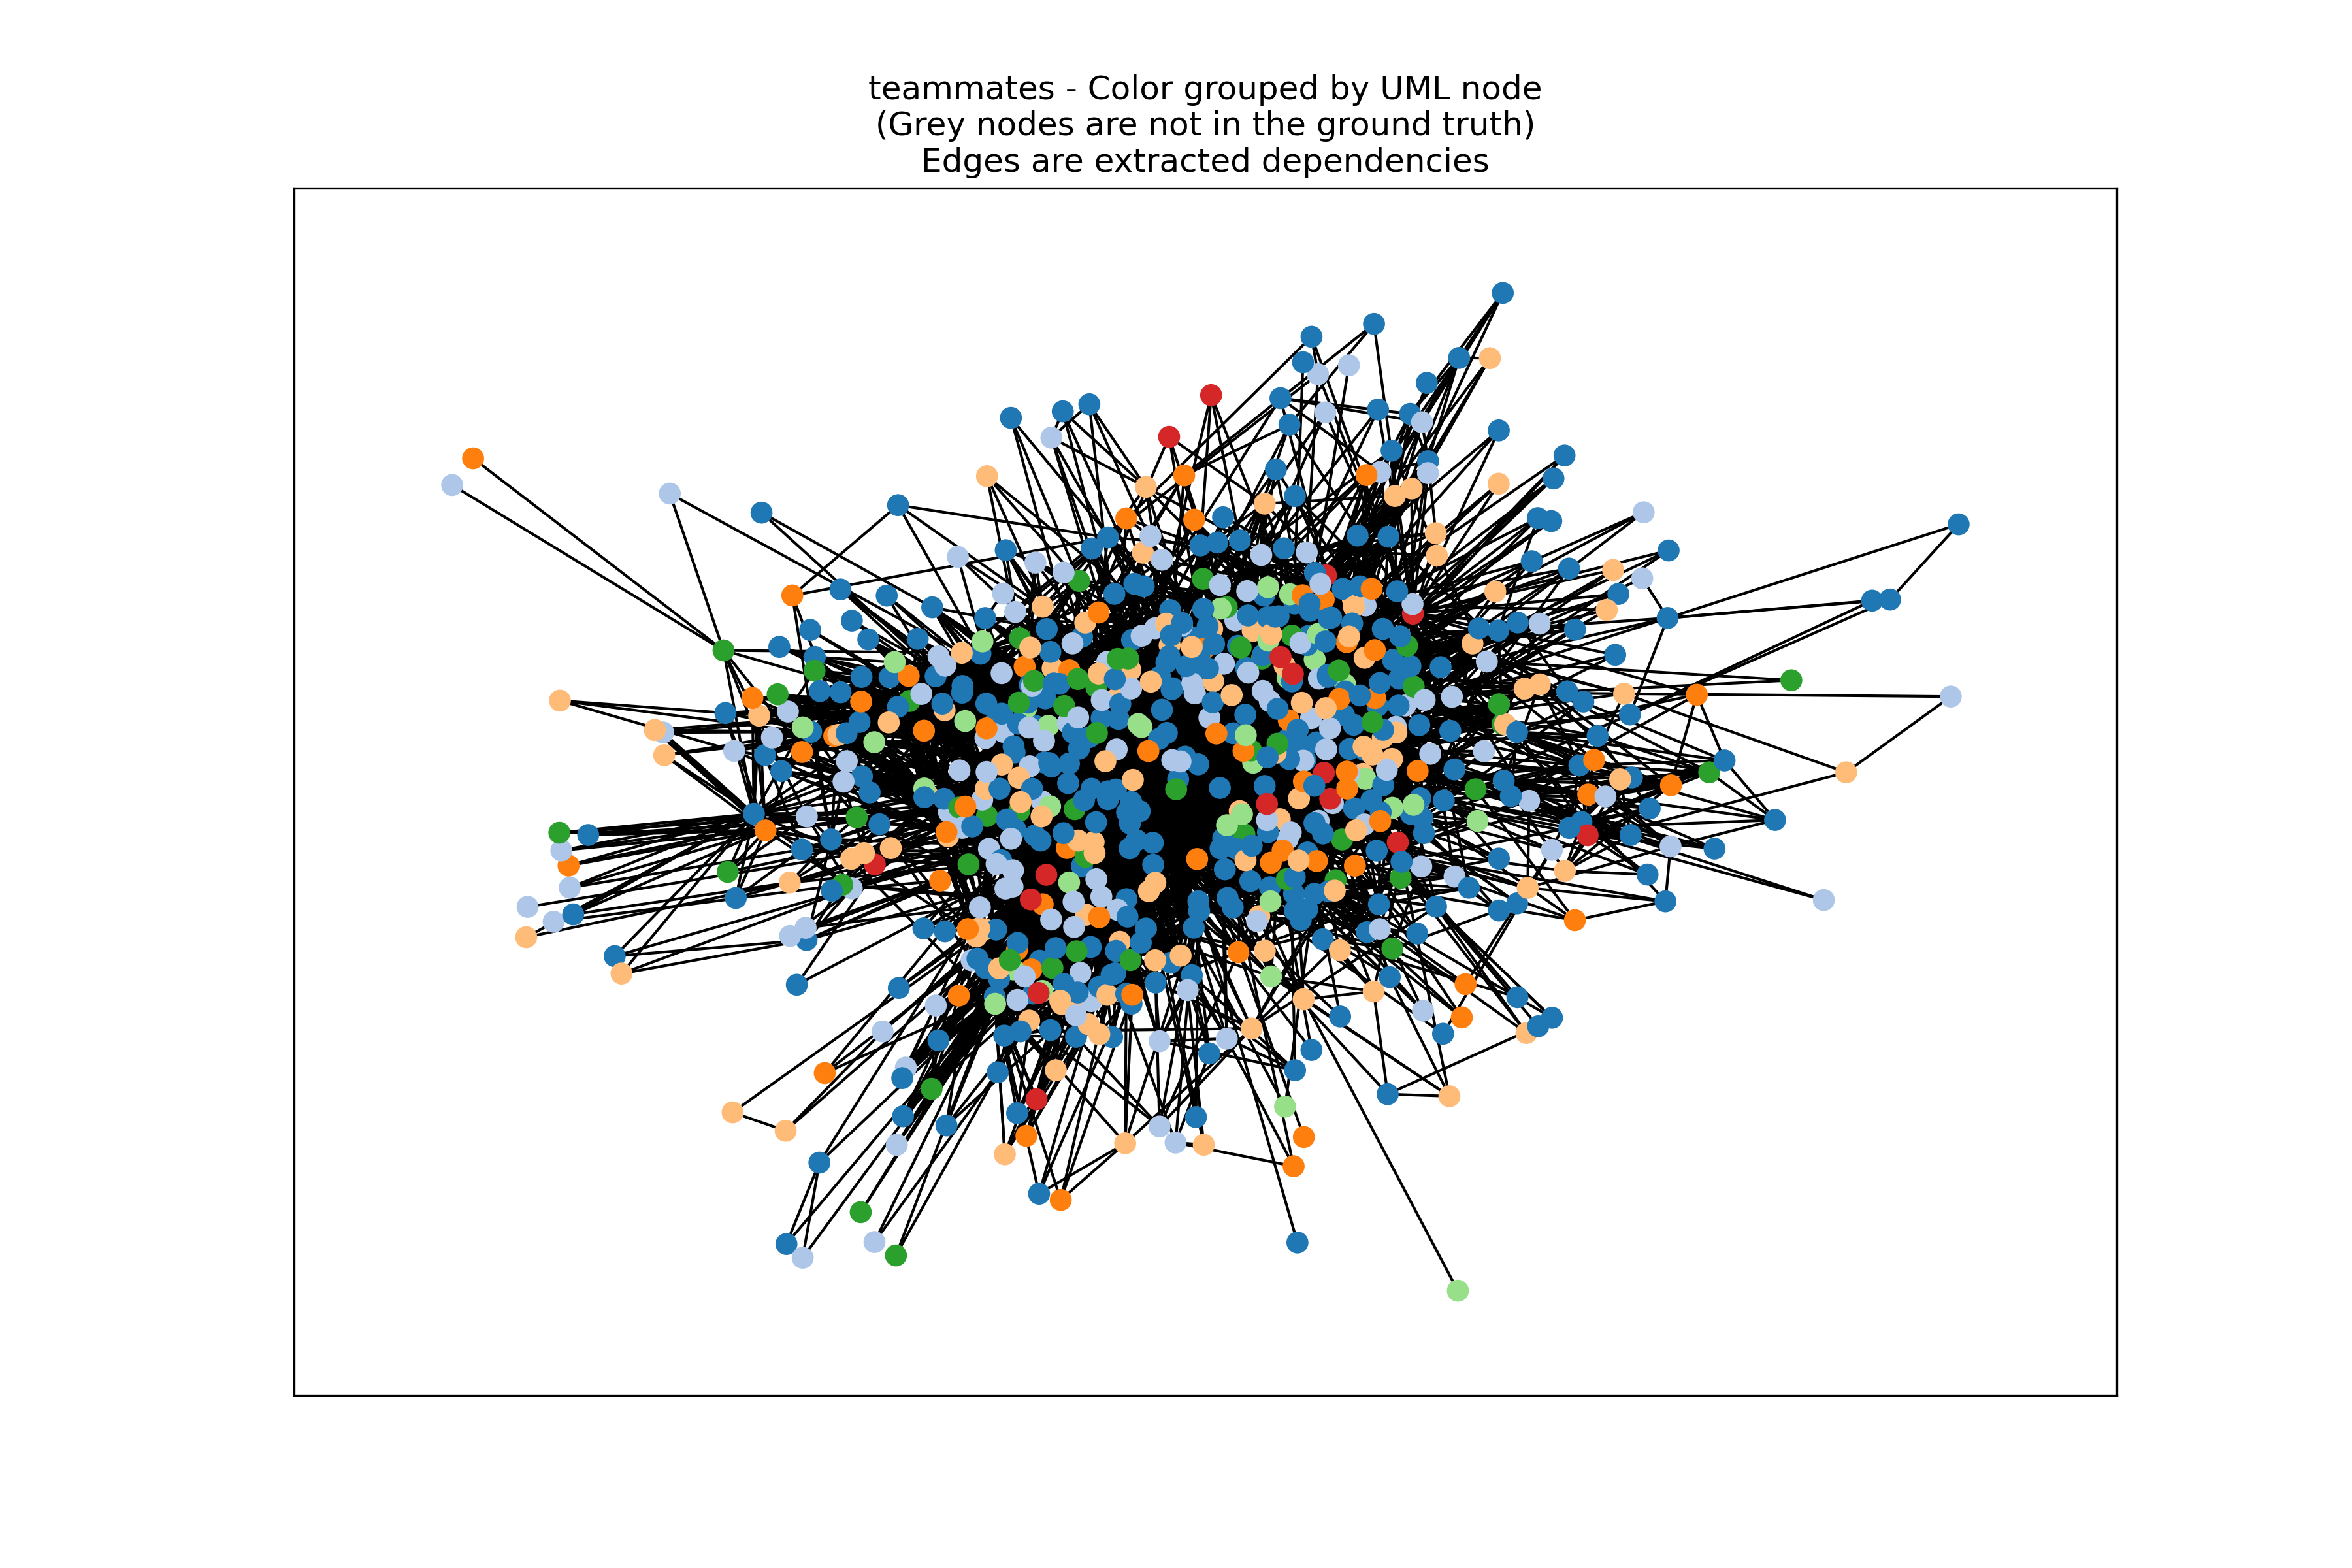 teammates - Color grouped by UML node
(Grey nodes are not in the ground truth)
Edges are extracted dependencies